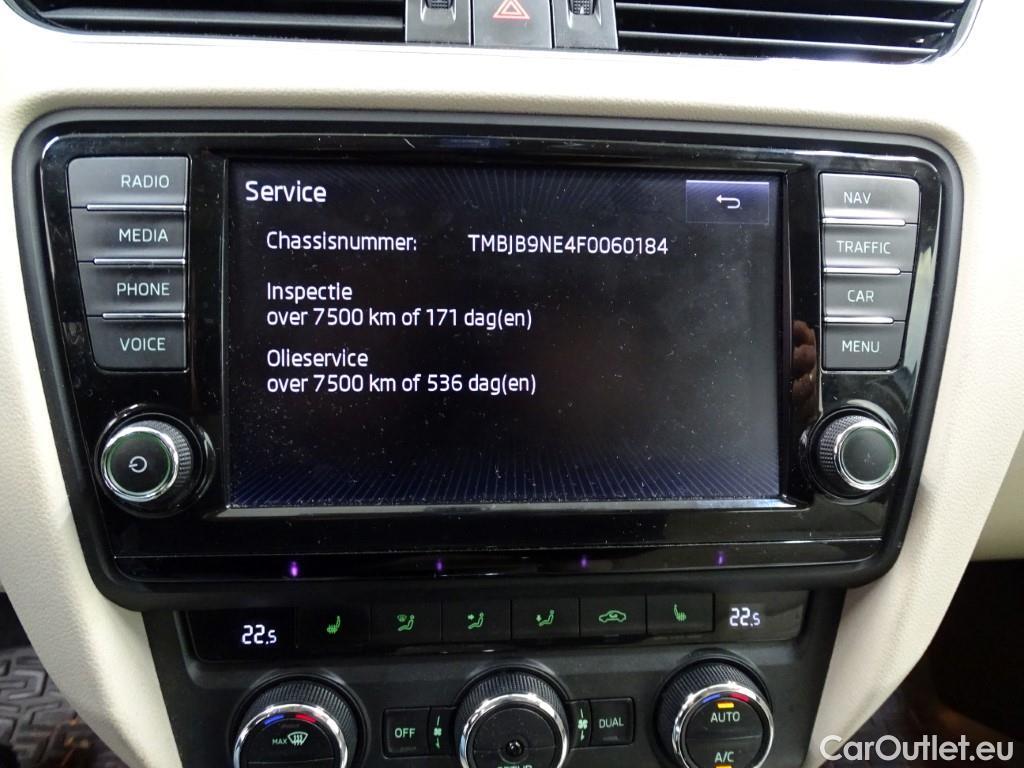 RADIO
MEDIA
PHONE
VOICE
Service
Chassisnummer: TMBJB9NE4F0060184
Inspectie
over 7500 km of 171 dag(en)
Olieservice
over 7500 km of 536 dag(en)
NAV
TRAFFIC
CAR
MENU
22.5
22.5
MAX
OFF
SETUP
DUAL
AUTO
A/C
CarOutlet.eu